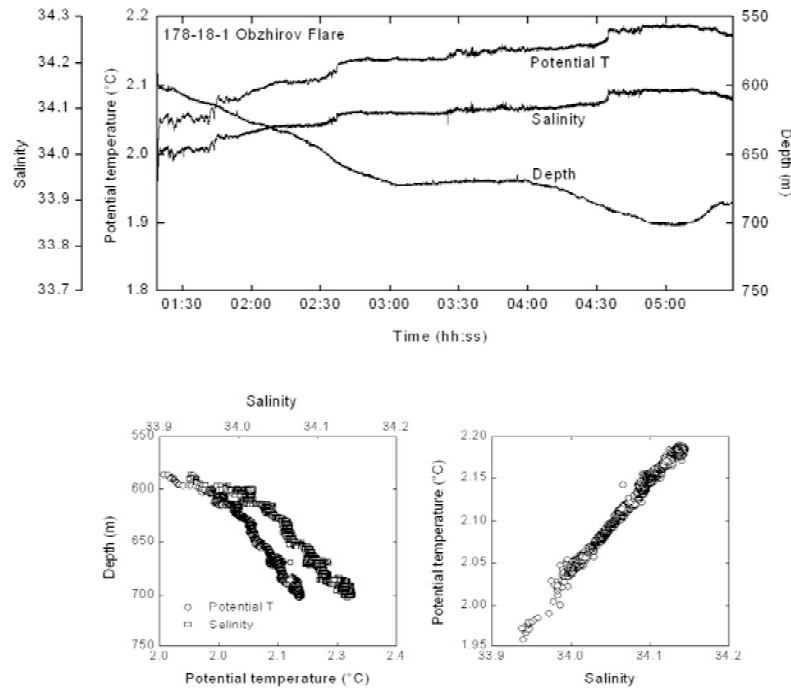 178-18-1 Obzhirov Flare
34.3
34.2
34.1
34.0
33.9
33.8
33.7
Salinity
2.2
2.1
2.0
1.9
1.8
Potential temperature (°C)
Potential T
Salinity
Depth
550
600
650
700
750
Depth (m)
01:30 02:00 02:30 03:00 03:30 04:00 04:30 05:00
Time (hh:ss)
Salinity
33.9 34.0 34.1 34.2
550
600
650
700
750
Depth (m)
Potential T
Salinity
2.0 2.0 2.1 2.3 2.4
Potential temperature (°C)
2.20
2.15
2.10
2.05
2.00
1.95
Potential temperature (°C)
33.9 34.0 34.1 34.2
Salinity